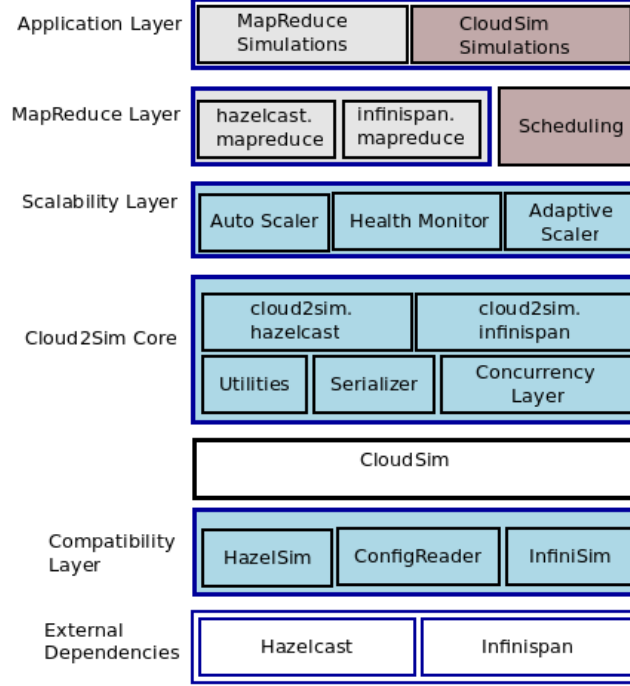 Application Layer
MapReduce
Simulations
CloudSim
Simulations
MapReduce Layer
hazelcast.
mapreduce
infinispan.
mapreduce
Scheduling
Scalability Layer
Auto Scaler
Health Monitor
Adaptive
Scaler
Cloud2Sim Core
cloud2sim.
hazelcast
cloud2sim.
infinispan
Utilities
Serializer
Concurrency
Layer
CloudSim
Compatibility
Layer
HazelSim
ConfigReader
InfiniSim
External
Dependencies
Hazelcast
Infinispan